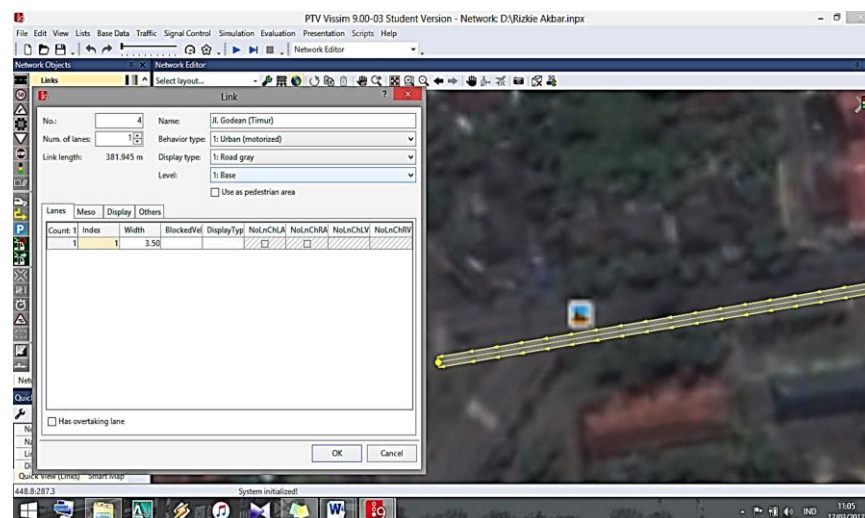 PTV Vissim 9.00-03 Student Version - Network: D:\Rizkie Akbar.inpx
File Edit View Lists Base Data Traffic Signal Control Simulation Evaluation Presentation Scripts Help
Network Editor
Network Objects
Network Editor
Links
Select layout...
Link
No.: 4 Name: Jl. Godean (Timur)
Num. of lanes: 1 Behavior type: 1: Urban (motorized)
Link length: 381.945 m Display type: 1: Road gray
Level: 1: Base
Use as pedestrian area
Lanes Meso Display Others
Count: 1 Index Width BlockedVel DisplayTyp NoLnChLA NoLnChRA NoLnChLV NoLnChRV
1 1 3.50
Has overtaking lane
OK Cancel
Quick View (Links) Smart Map
448.8:287.3 System initialized!
IND 11:05